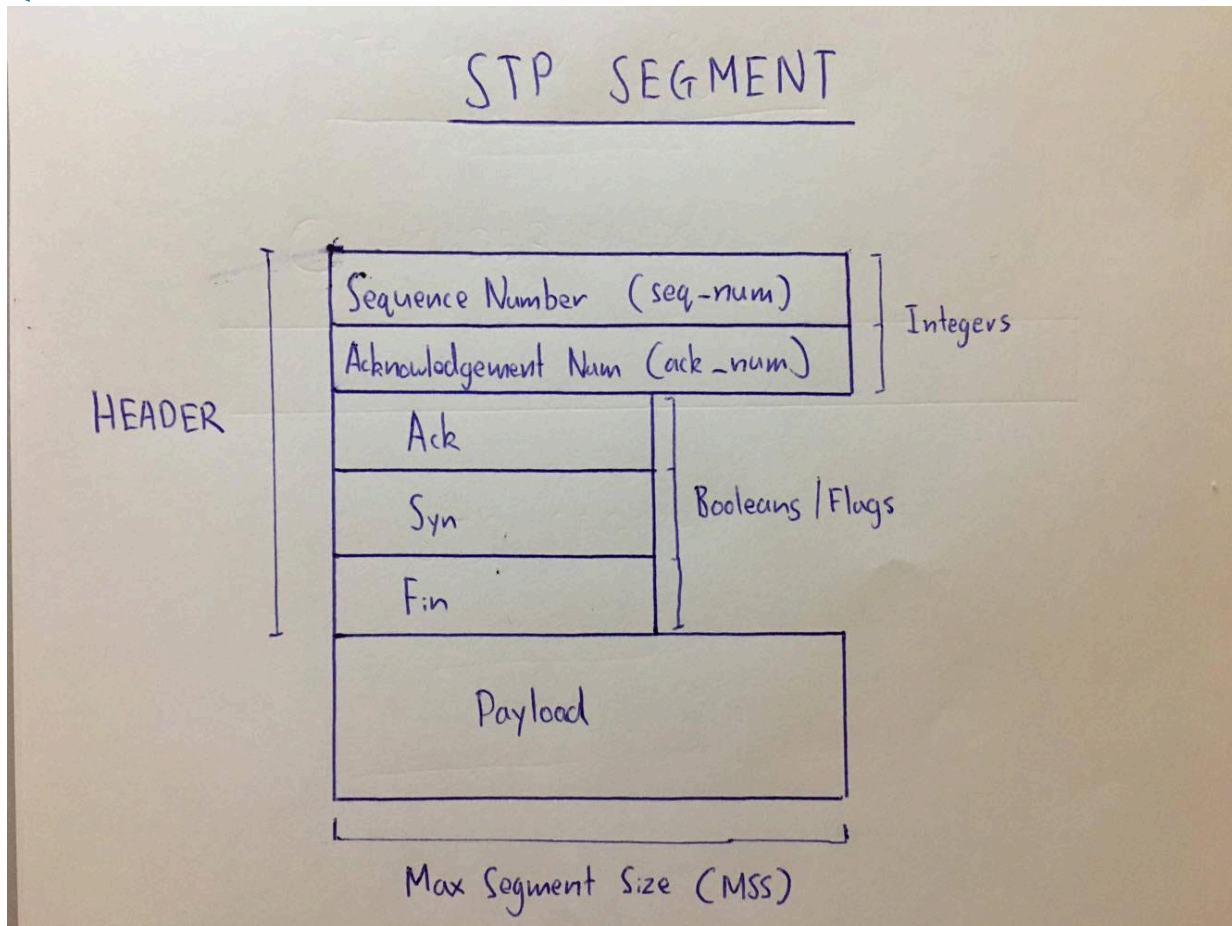 STP SEGMENT
Sequence Number (seq-num)
Integers
Acknowledgement Num (ack_num)
HEADER
Ack
Syn
Booleans / Flags
Fin
Payload
Max Segment Size (MSS)